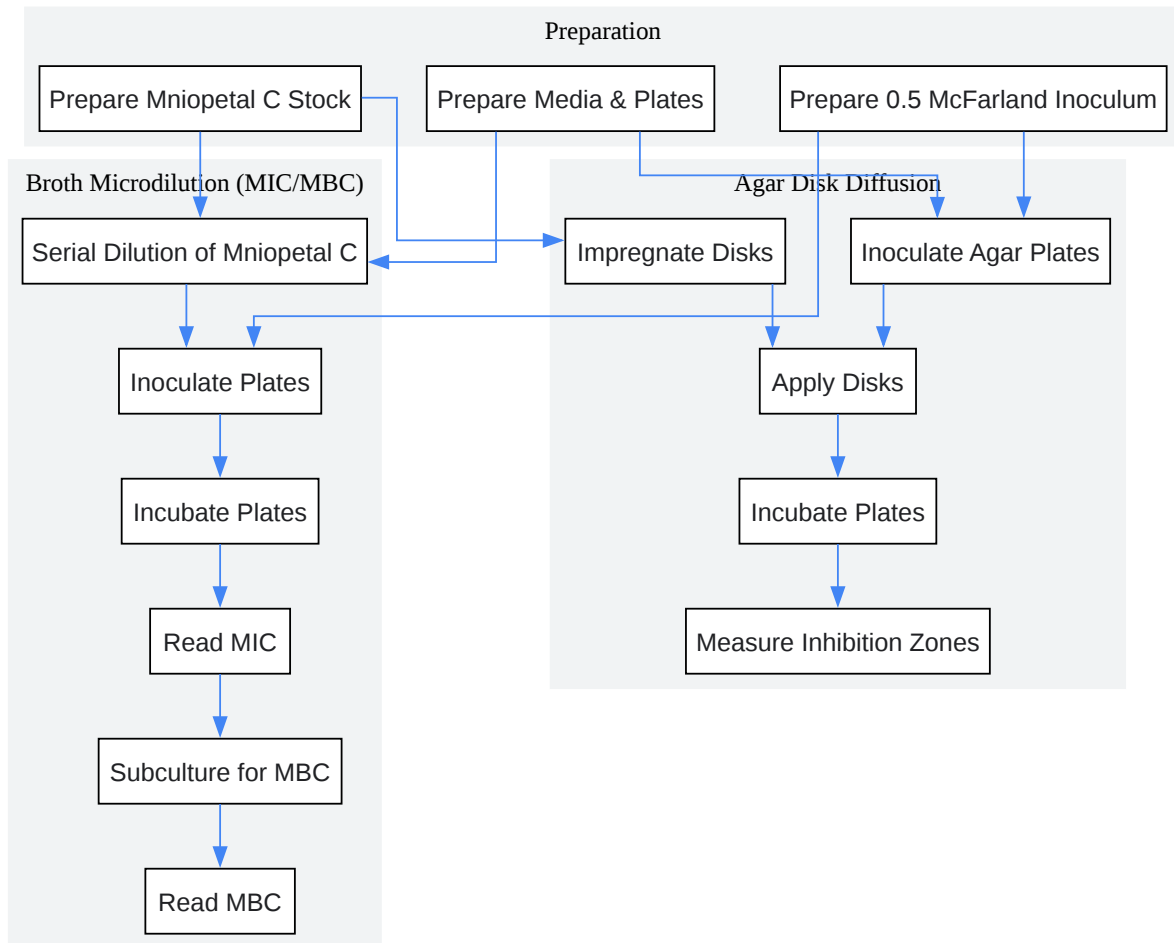 Preparation
Prepare Mniopetal C Stock
Prepare Media & Plates
Prepare 0.5 McFarland Inoculum
Broth Microdilution (MIC/MBC)
Agar Disk Diffusion
Serial Dilution of Mniopetal C
Impregnate Disks
Inoculate Agar Plates
Inoculate Plates
Apply Disks
Incubate Plates
Incubate Plates
Read MIC
Measure Inhibition Zones
Subculture for MBC
Read MBC